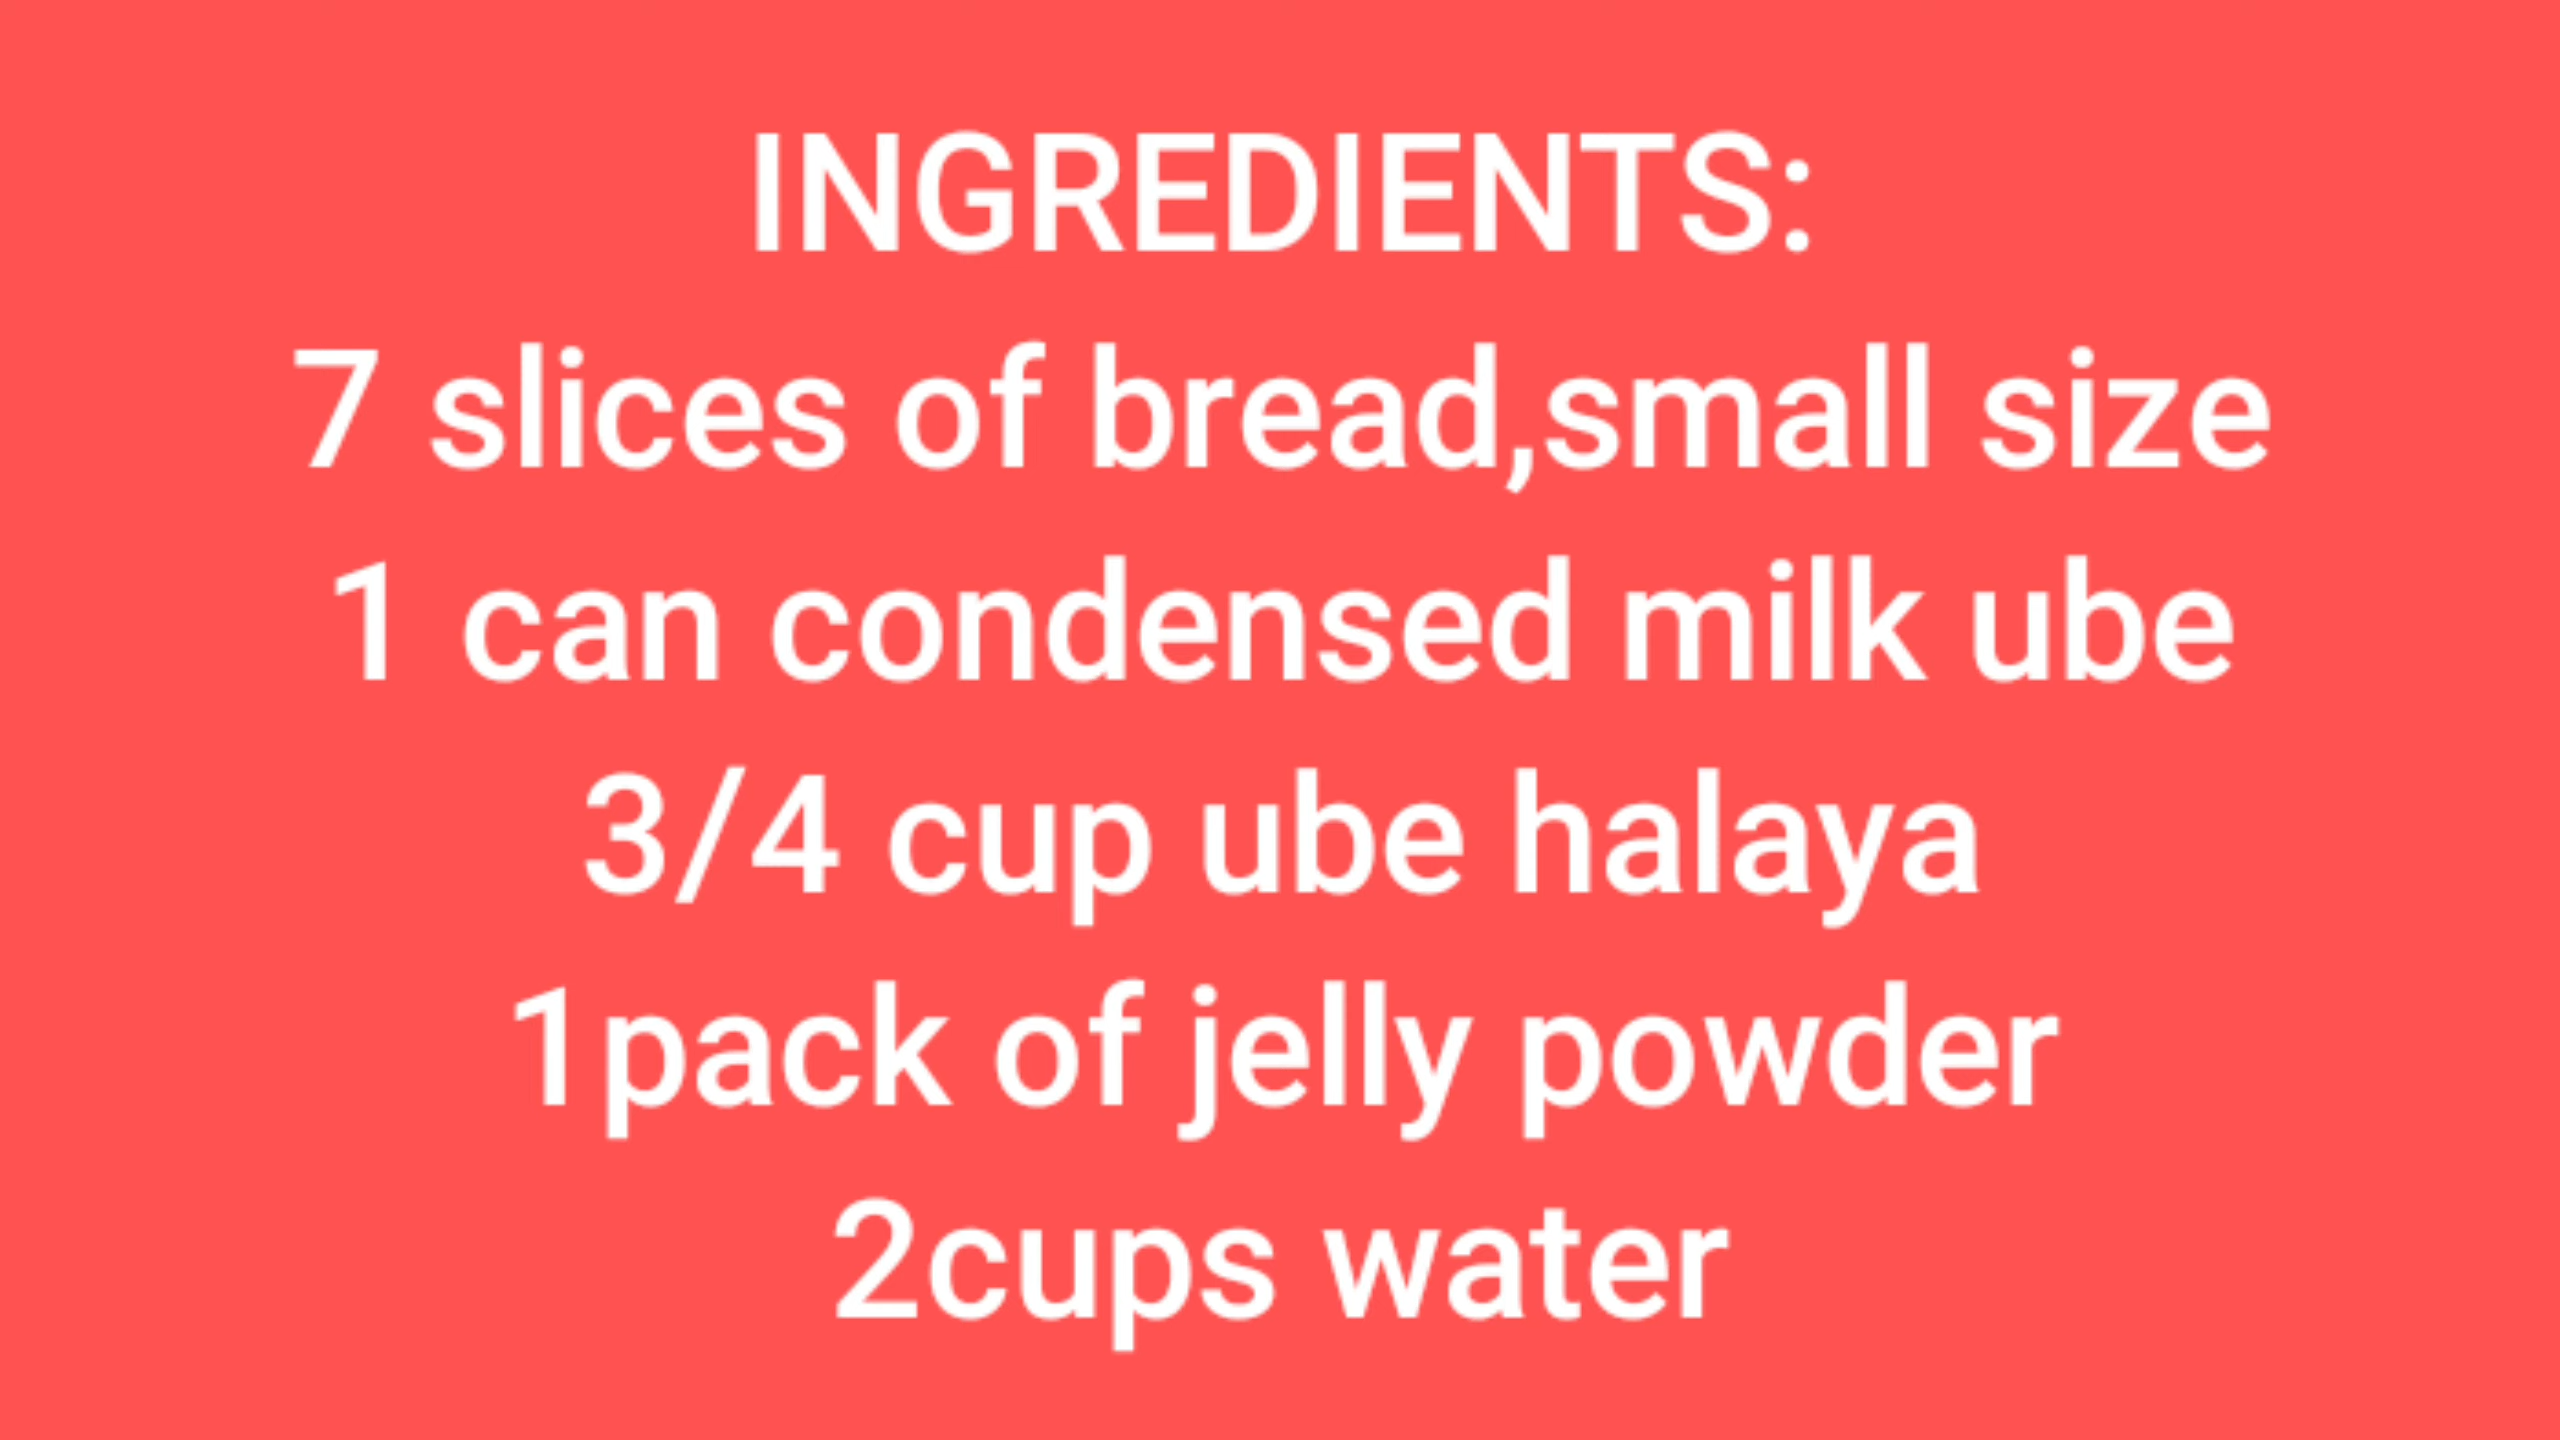 INGREDIENTS:
7 slices of bread,small size
1 can condensed milk ube
3/4 cup ube halaya
1pack of jelly powder
2cups water